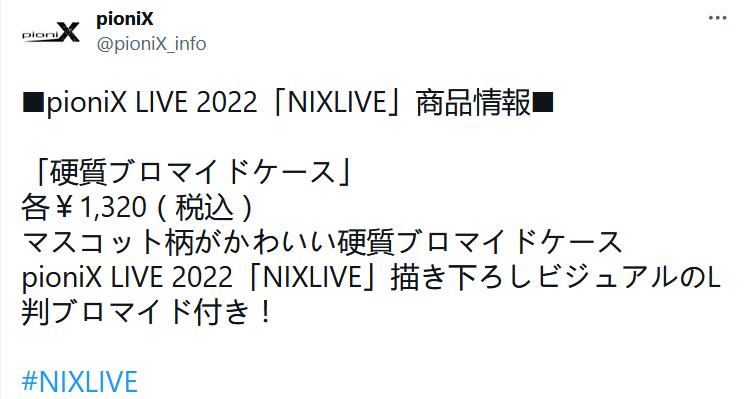 pioniX
pioniX
@pioniX_info
■pioniX LIVE 2022「NIXLIVE」商品情報■
「硬質ブロマイドケース」
各￥1,320（税込）
マスコット柄がかわいい硬質ブロマイドケース
pioniX LIVE 2022「NIXLIVE」描き下ろしビジュアルのL
判ブロマイド付き！
#NIXLIVE